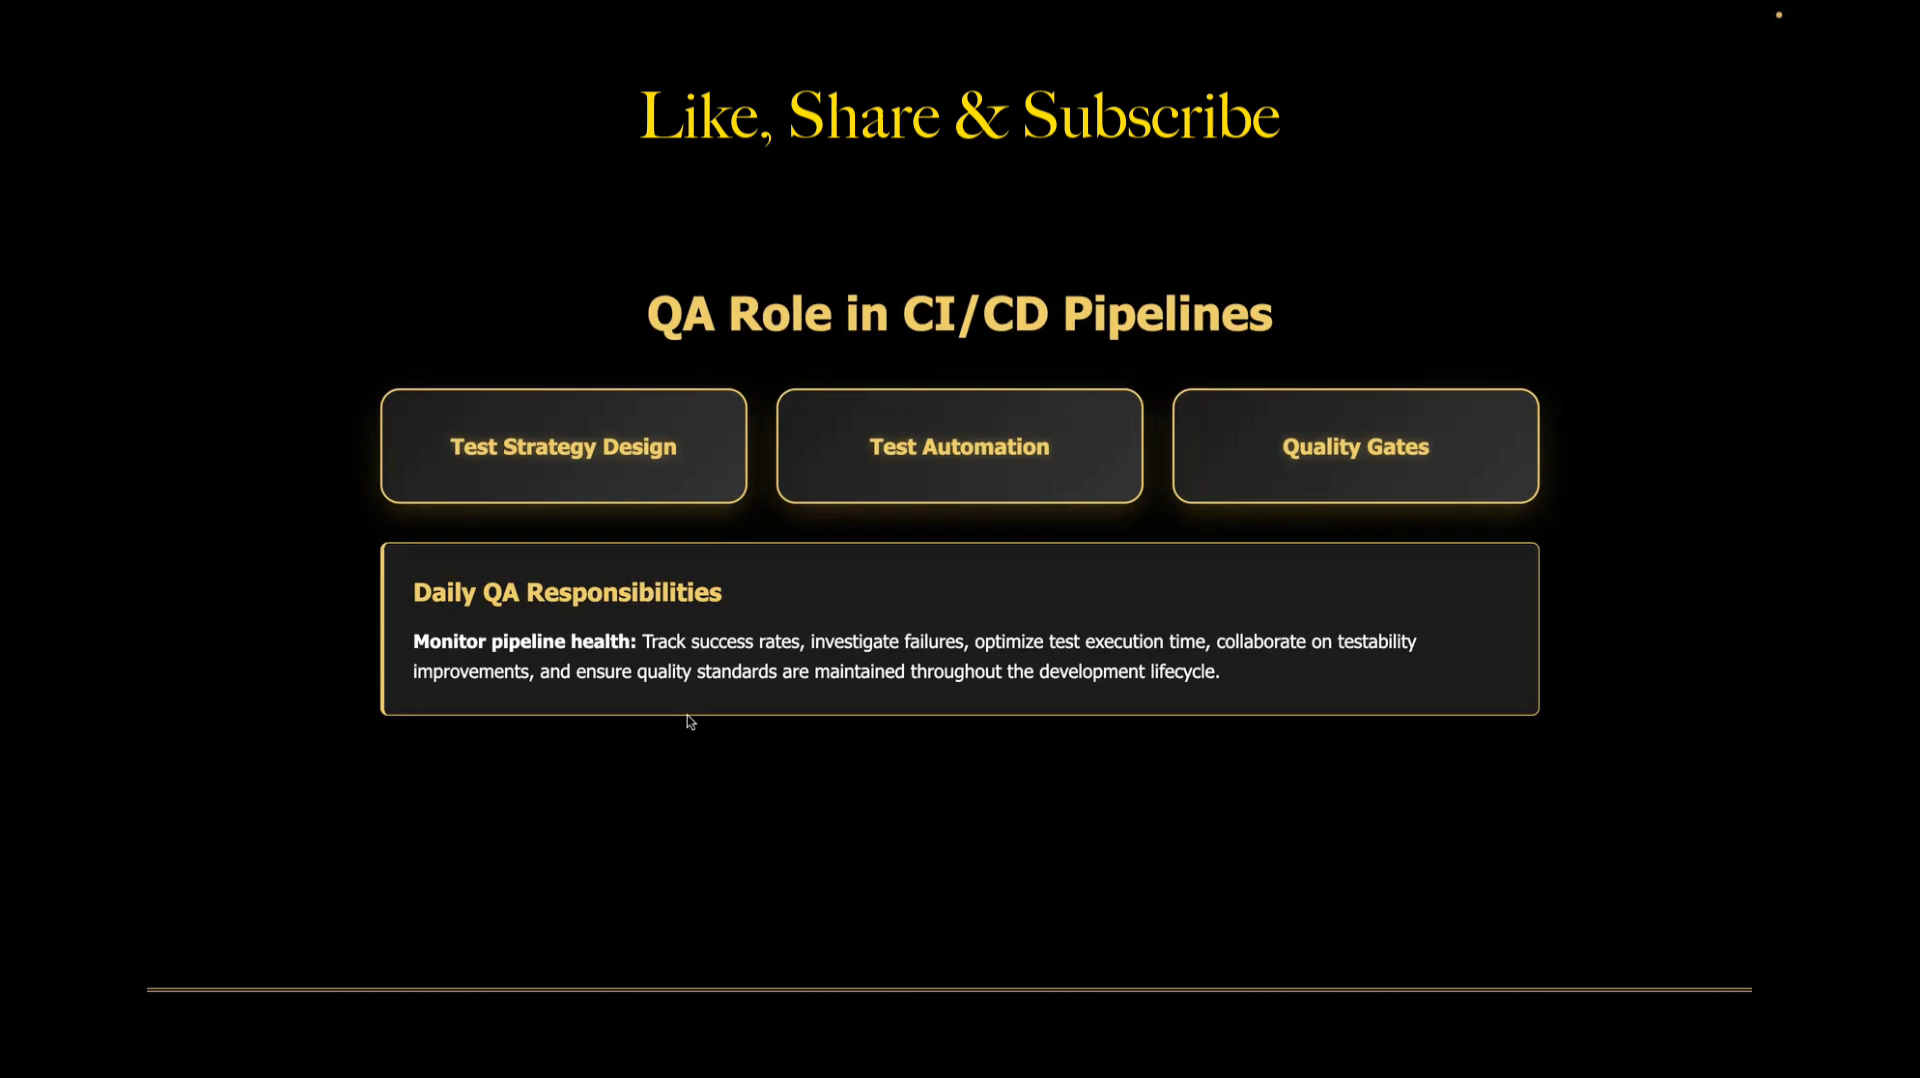 Like, Share & Subscribe
QA Role in CI/CD Pipelines
Test Strategy Design
Test Automation
Quality Gates
Daily QA Responsibilities
Monitor pipeline health: Track success rates, investigate failures, optimize test execution time, collaborate on testability
improvements, and ensure quality standards are maintained throughout the development lifecycle.